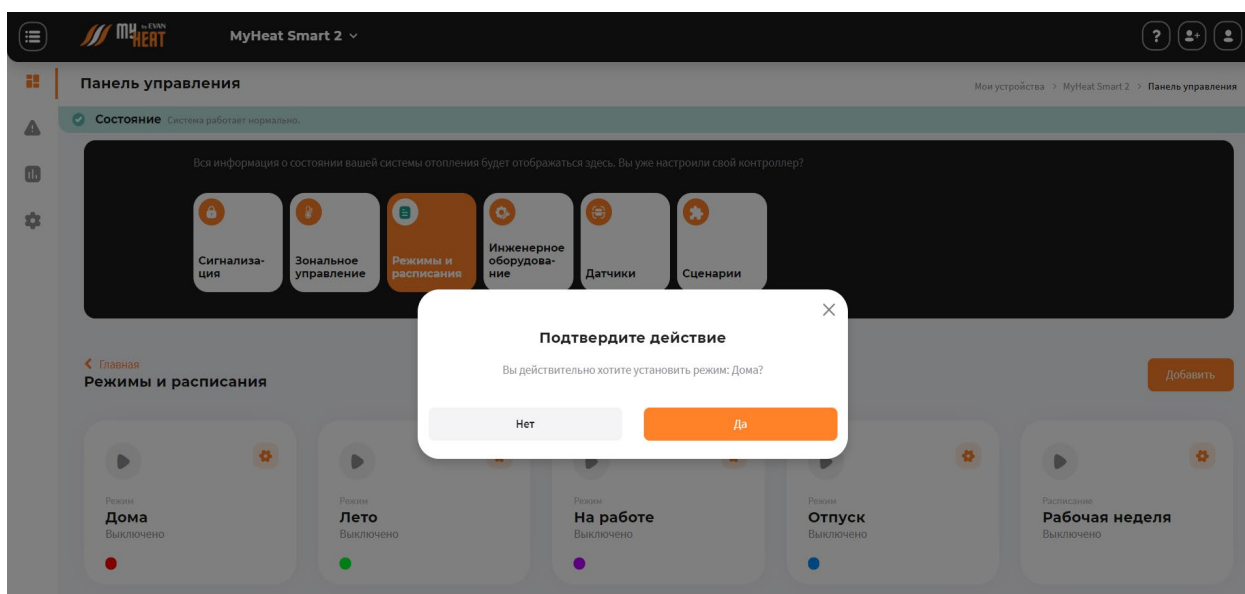 by EVAN
MYHEAT
MyHeat Smart 2
?
Панель управления
Мои устройства > MyHeat Smart 2 > Панель управления
Состояние Система работает нормально.
Вся информация о состоянии вашей системы отопления будет отображаться здесь. Вы уже настроили свой контроллер?
Сигнализа-
ция
Зональное
управление
Режимы и
расписания
Инженерное
оборудова-
ние
Датчики
Сценарии
Подтвердите действие
Вы действительно хотите установить режим: Дома?
Нет
Да
Главная
Режимы и расписания
Добавить
Режим
Дома
Выключено
Режим
Лето
Выключено
Режим
На работе
Выключено
Режим
Отпуск
Выключено
Расписание
Рабочая неделя
Выключено